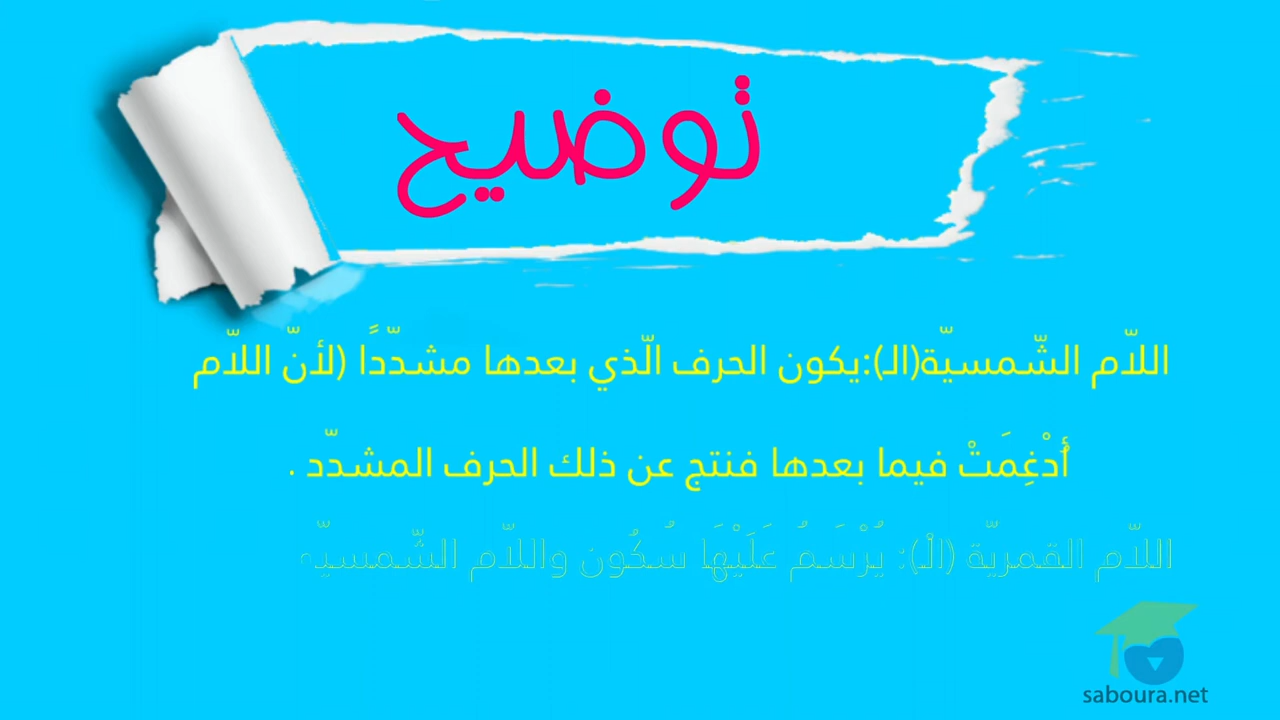 توضيح
اللاّم الشّمسيّة(الـ):يكون الحرف الّذي بعدها مشدّدًا (لأنّ اللاّم
أُدْغِمَتْ فيما بعدها فنتج عن ذلك الحرف المشدّد .
اللاّم القمريّة (الْـ): يُرْسَمُ عَلَيْهَا سُكُون واللاّم الشّمسيّة
saboura.net